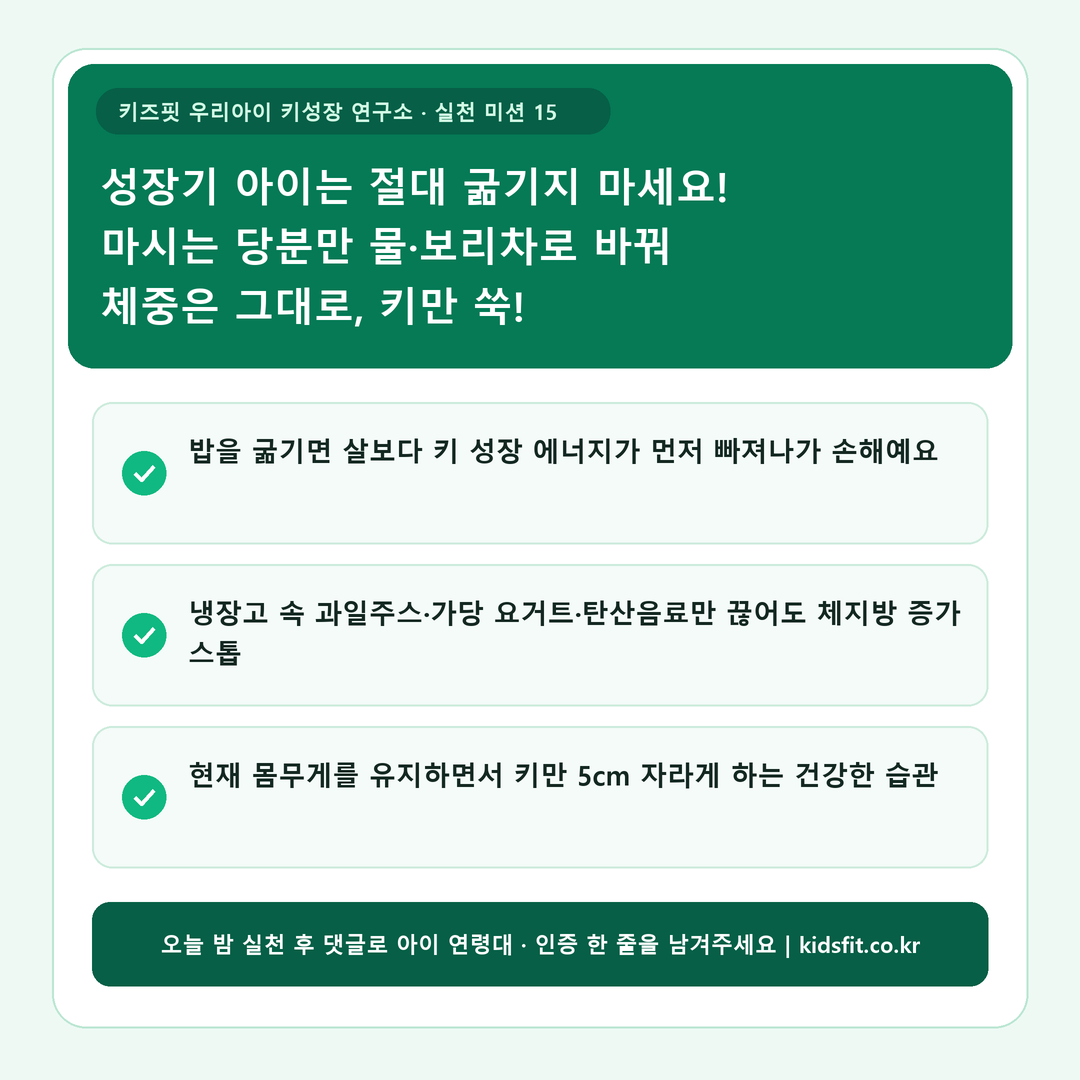 키즈핏 우리아이 키성장 연구소 · 실천 미션 15
성장기 아이는 절대 굶기지 마세요!
마시는 당분만 물·보리차로 바꿔
체중은 그대로, 키만 쑥!
밥을 굶기면 살보다 키 성장 에너지가 먼저 빠져나가 손해예요
냉장고 속 과일주스·가당 요거트·탄산음료만 끊어도 체지방 증가
스톱
현재 몸무게를 유지하면서 키만 5cm 자라게 하는 건강한 습관
오늘 밤 실천 후 댓글로 아이 연령대 · 인증 한 줄을 남겨주세요 | kidsfit.co.kr